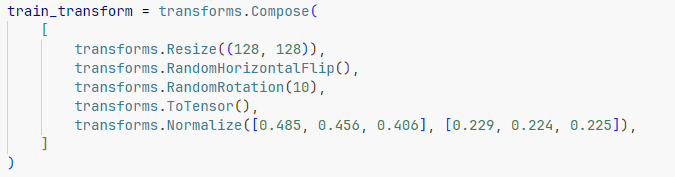 train_transform = transforms.Compose(
    [
        transforms.Resize((128, 128)),
        transforms.RandomHorizontalFlip(),
        transforms.RandomRotation(10),
        transforms.ToTensor(),
        transforms.Normalize([0.485, 0.456, 0.406], [0.229, 0.224, 0.225]),
    ]
)